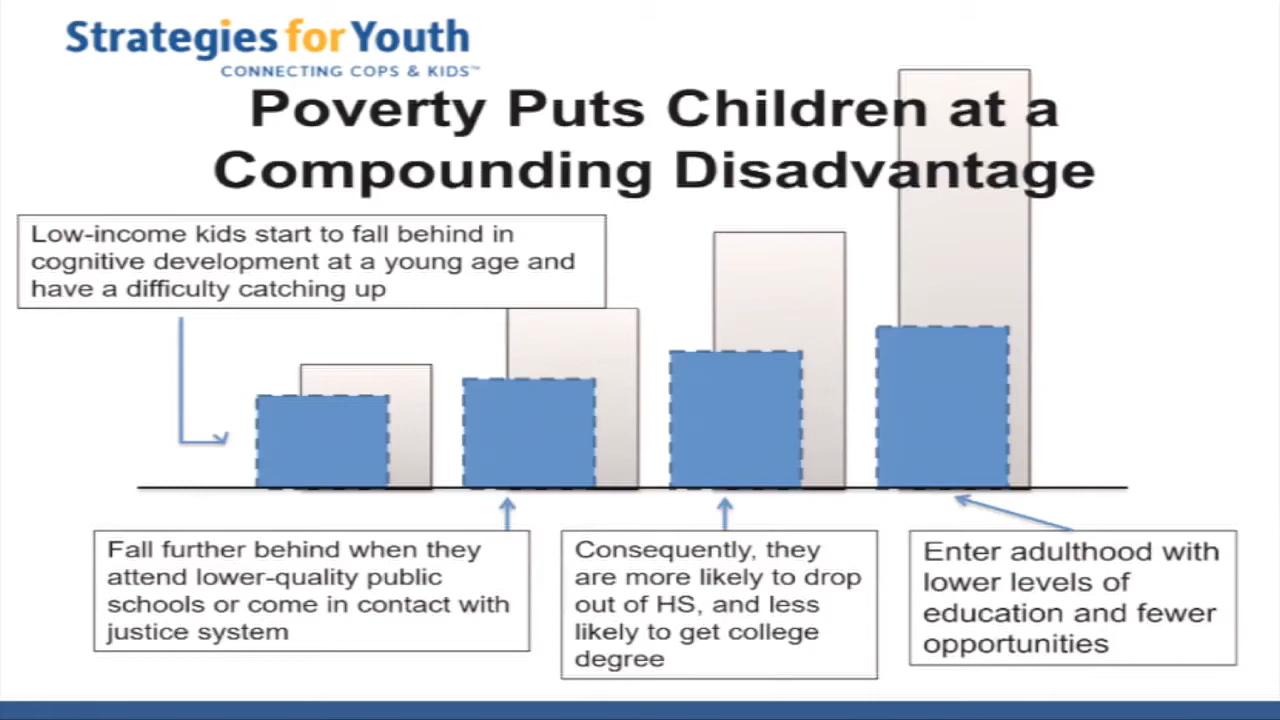 Strategies for Youth
CONNECTING COPS & KIDS™
Poverty Puts Children at a
Compounding Disadvantage
Low-income kids start to fall behind in
cognitive development at a young age and
have a difficulty catching up
Fall further behind when they
attend lower-quality public
schools or come in contact with
justice system
Consequently, they
are more likely to drop
out of HS, and less
likely to get college
degree
Enter adulthood with
lower levels of
education and fewer
opportunities